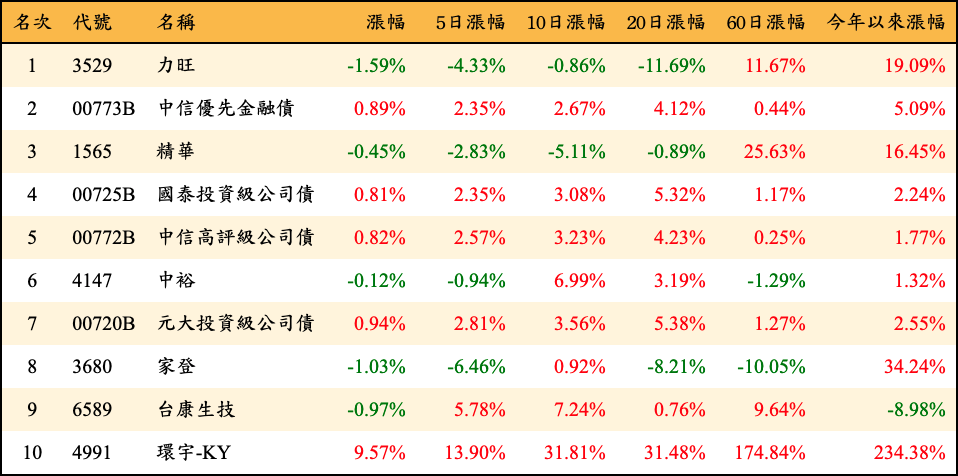 名次 代號 名稱 漲幅 5日漲幅 10日漲幅 20日漲幅 60日漲幅 今年以來漲幅
1 3529 力旺 -1.59% -4.33% -0.86% -11.69% 11.67% 19.09%
2 00773B 中信優先金融債 0.89% 2.35% 2.67% 4.12% 0.44% 5.09%
3 1565 精華 -0.45% -2.83% -5.11% -0.89% 25.63% 16.45%
4 00725B 國泰投資級公司債 0.81% 2.35% 3.08% 5.32% 1.17% 2.24%
5 00772B 中信高評級公司債 0.82% 2.57% 3.23% 4.23% 0.25% 1.77%
6 4147 中裕 -0.12% -0.94% 6.99% 3.19% -1.29% 1.32%
7 00720B 元大投資級公司債 0.94% 2.81% 3.56% 5.38% 1.27% 2.55%
8 3680 家登 -1.03% -6.46% 0.92% -8.21% -10.05% 34.24%
9 6589 台康生技 -0.97% 5.78% 7.24% 0.76% 9.64% -8.98%
10 4991 環宇-KY 9.57% 13.90% 31.81% 31.48% 174.84% 234.38%